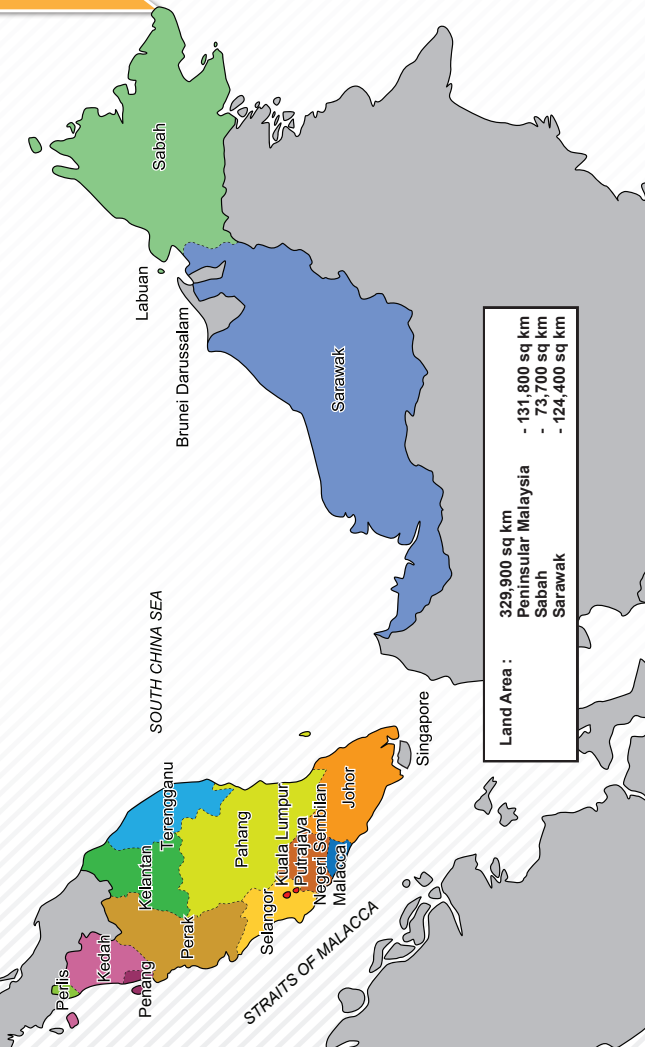 Perlis
Kedah
Penang
Kelantan
Terengganu
Perak
Pahang
Selangor
Kuala Lumpur
Putrajaya
Negeri Sembilan
Malacca
Johor
Singapore
STRAITS OF MALACCA
SOUTH CHINA SEA
Labuan
Brunei Darussalam
Sabah
Sarawak
Land Area : 329,900 sq km
Peninsular Malaysia - 131,800 sq km
Sabah - 73,700 sq km
Sarawak - 124,400 sq km